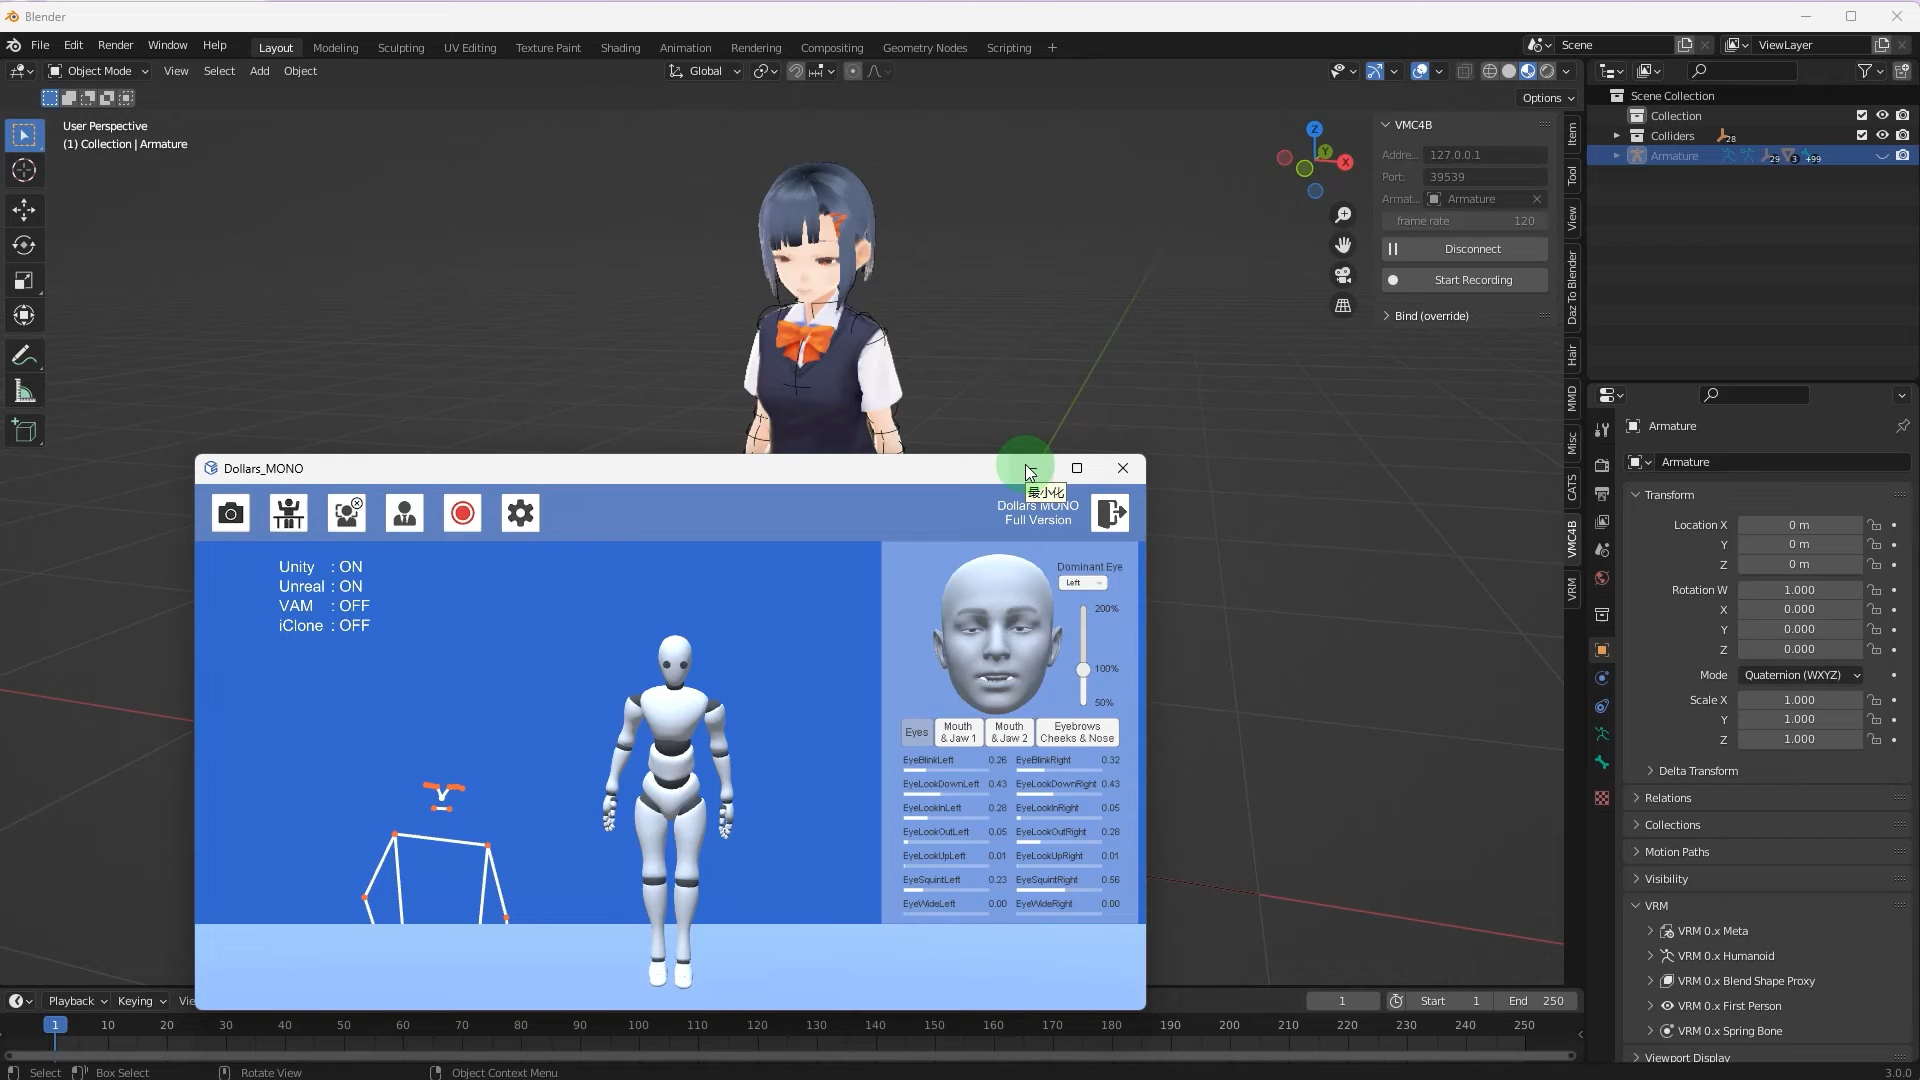 Blender
File Edit Render Window Help
Layout Modeling Sculpting UV Editing Texture Paint Shading Animation Rendering Compositing Geometry Nodes Scripting +
Scene
ViewLayer
Object Mode View Select Add Object
Global
Options
User Perspective
(1) Collection | Armature
Z
Y
X
VMC4B
Addre... 127.0.0.1
Port: 39539
Armat... Armature
frame rate 120
Disconnect
Start Recording
Bind (override)
Item
Tool
View
Daz To Blender
Hair
MMD
Misc
CATS
VMC4B
VRM
Scene Collection
Collection
Colliders 28
Armature 29 3 +99
Armature
Armature
Transform
Location X 0 m
Y 0 m
Z 0 m
Rotation W 1.000
X 0.000
Y 0.000
Z 0.000
Mode Quaternion (WXYZ)
Scale X 1.000
Y 1.000
Z 1.000
Delta Transform
Relations
Collections
Motion Paths
Visibility
VRM
VRM 0.x Meta
VRM 0.x Humanoid
VRM 0.x Blend Shape Proxy
VRM 0.x First Person
VRM 0.x Spring Bone
Viewport Display
Dollars_MONO
最小化
Dollars MONO
Full Version
Unity : ON
Unreal : ON
VAM : OFF
iClone : OFF
Dominant Eye
Left
200%
100%
50%
Eyes
Mouth & Jaw 1
Mouth & Jaw 2
Eyebrows Cheeks & Nose
EyeBlinkLeft 0.26 EyeBlinkRight 0.32
EyeLookDownLeft 0.43 EyeLookDownRight 0.43
EyeLookInLeft 0.28 EyeLookInRight 0.05
EyeLookOutLeft 0.05 EyeLookOutRight 0.28
EyeLookUpLeft 0.01 EyeLookUpRight 0.01
EyeSquintLeft 0.23 EyeSquintRight 0.56
EyeWideLeft 0.00 EyeWideRight 0.00
Playback Keying Vie
1 Start 1 End 250
1 10 20 30 40 50 60 70 80 90 100 110 120 130 140 150 160 170 180 190 200 210 220 230 240 250
Select Box Select Rotate View Object Context Menu
3.0.0